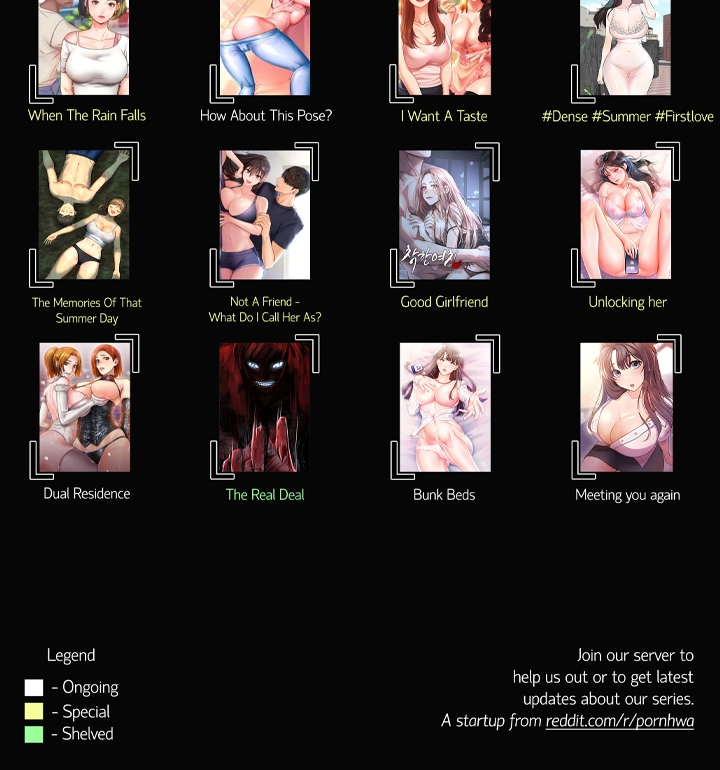 When The Rain Falls
How About This Pose?
I Want A Taste
#Dense #Summer #Firstlove
착한여친
The Memories Of That
Summer Day
Not A Friend -
What Do I Call Her As?
Good Girlfriend
Unlocking her
Dual Residence
The Real Deal
Bunk Beds
Meeting you again
Legend
- Ongoing
- Special
- Shelved
Join our server to
help us out or to get latest
updates about our series.
A startup from reddit.com/r/pornhwa